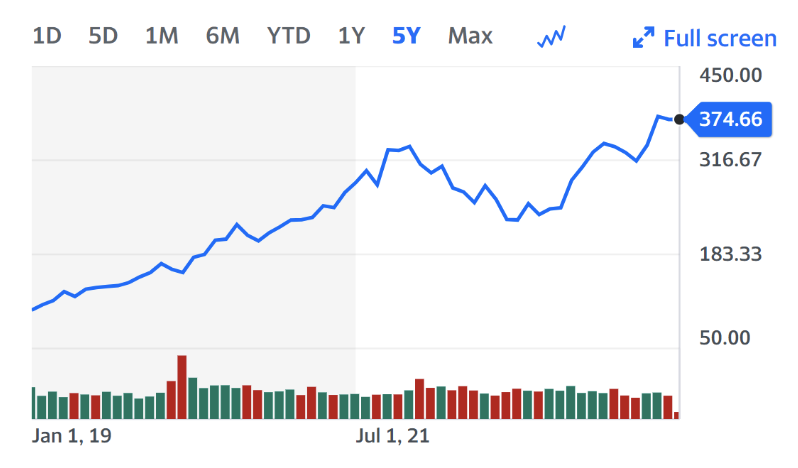 1D 5D 1M 6M YTD 1Y 5Y Max Full screen
450.00
374.66
316.67
183.33
50.00
Jan 1, 19 Jul 1, 21